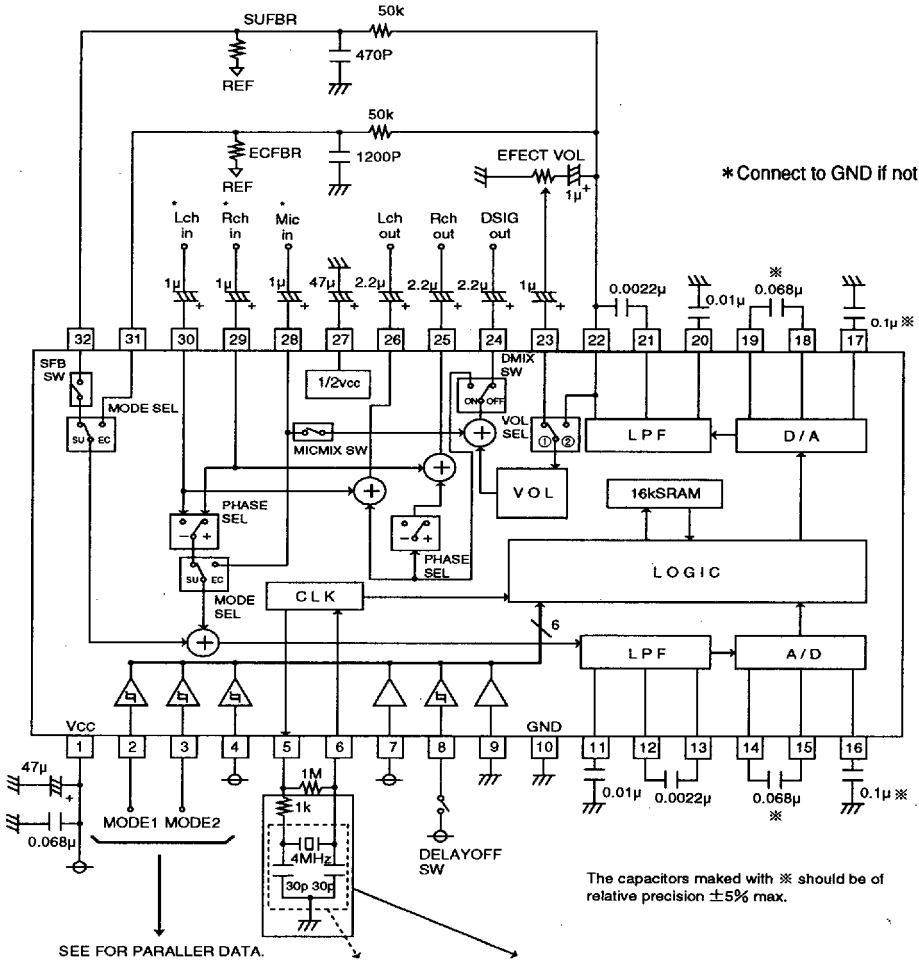 SUFBR
50k
470P
REF
50k
ECFBR
1200P
REF
EFECT VOL
1μ +
*Connect to GND if not
* Lch in
* Rch in
* Mic in
Lch out
Rch out
DSIG out
1μ +
1μ +
1μ +
47μ +
2.2μ +
2.2μ +
2.2μ +
1μ +
0.0022μ
0.01μ
※
0.068μ
0.1μ ※
32
31
30
29
28
27
26
25
24
23
22
21
20
19
18
17
SFB SW
MODE SEL
SU EC
1/2vcc
DMIX SW
ON OFF
VOL SEL
① ②
MICMIX SW
+
LPF
D/A
VOL
16kSRAM
+
+
PHASE SEL
- +
- +
PHASE SEL
SU EC
MODE SEL
CLK
LOGIC
6
+
LPF
A/D
VCC
GND
1
2
3
4
5
6
7
8
9
10
11
12
13
14
15
16
47μ +
0.068μ
MODE1 MODE2
1M
1k
4MHz
30p 30p
DELAYOFF SW
0.01μ
0.0022μ
0.068μ
※
0.1μ ※
The capacitors maked with ※ should be of
relative precision ±5% max.
SEE FOR PARALLER DATA.